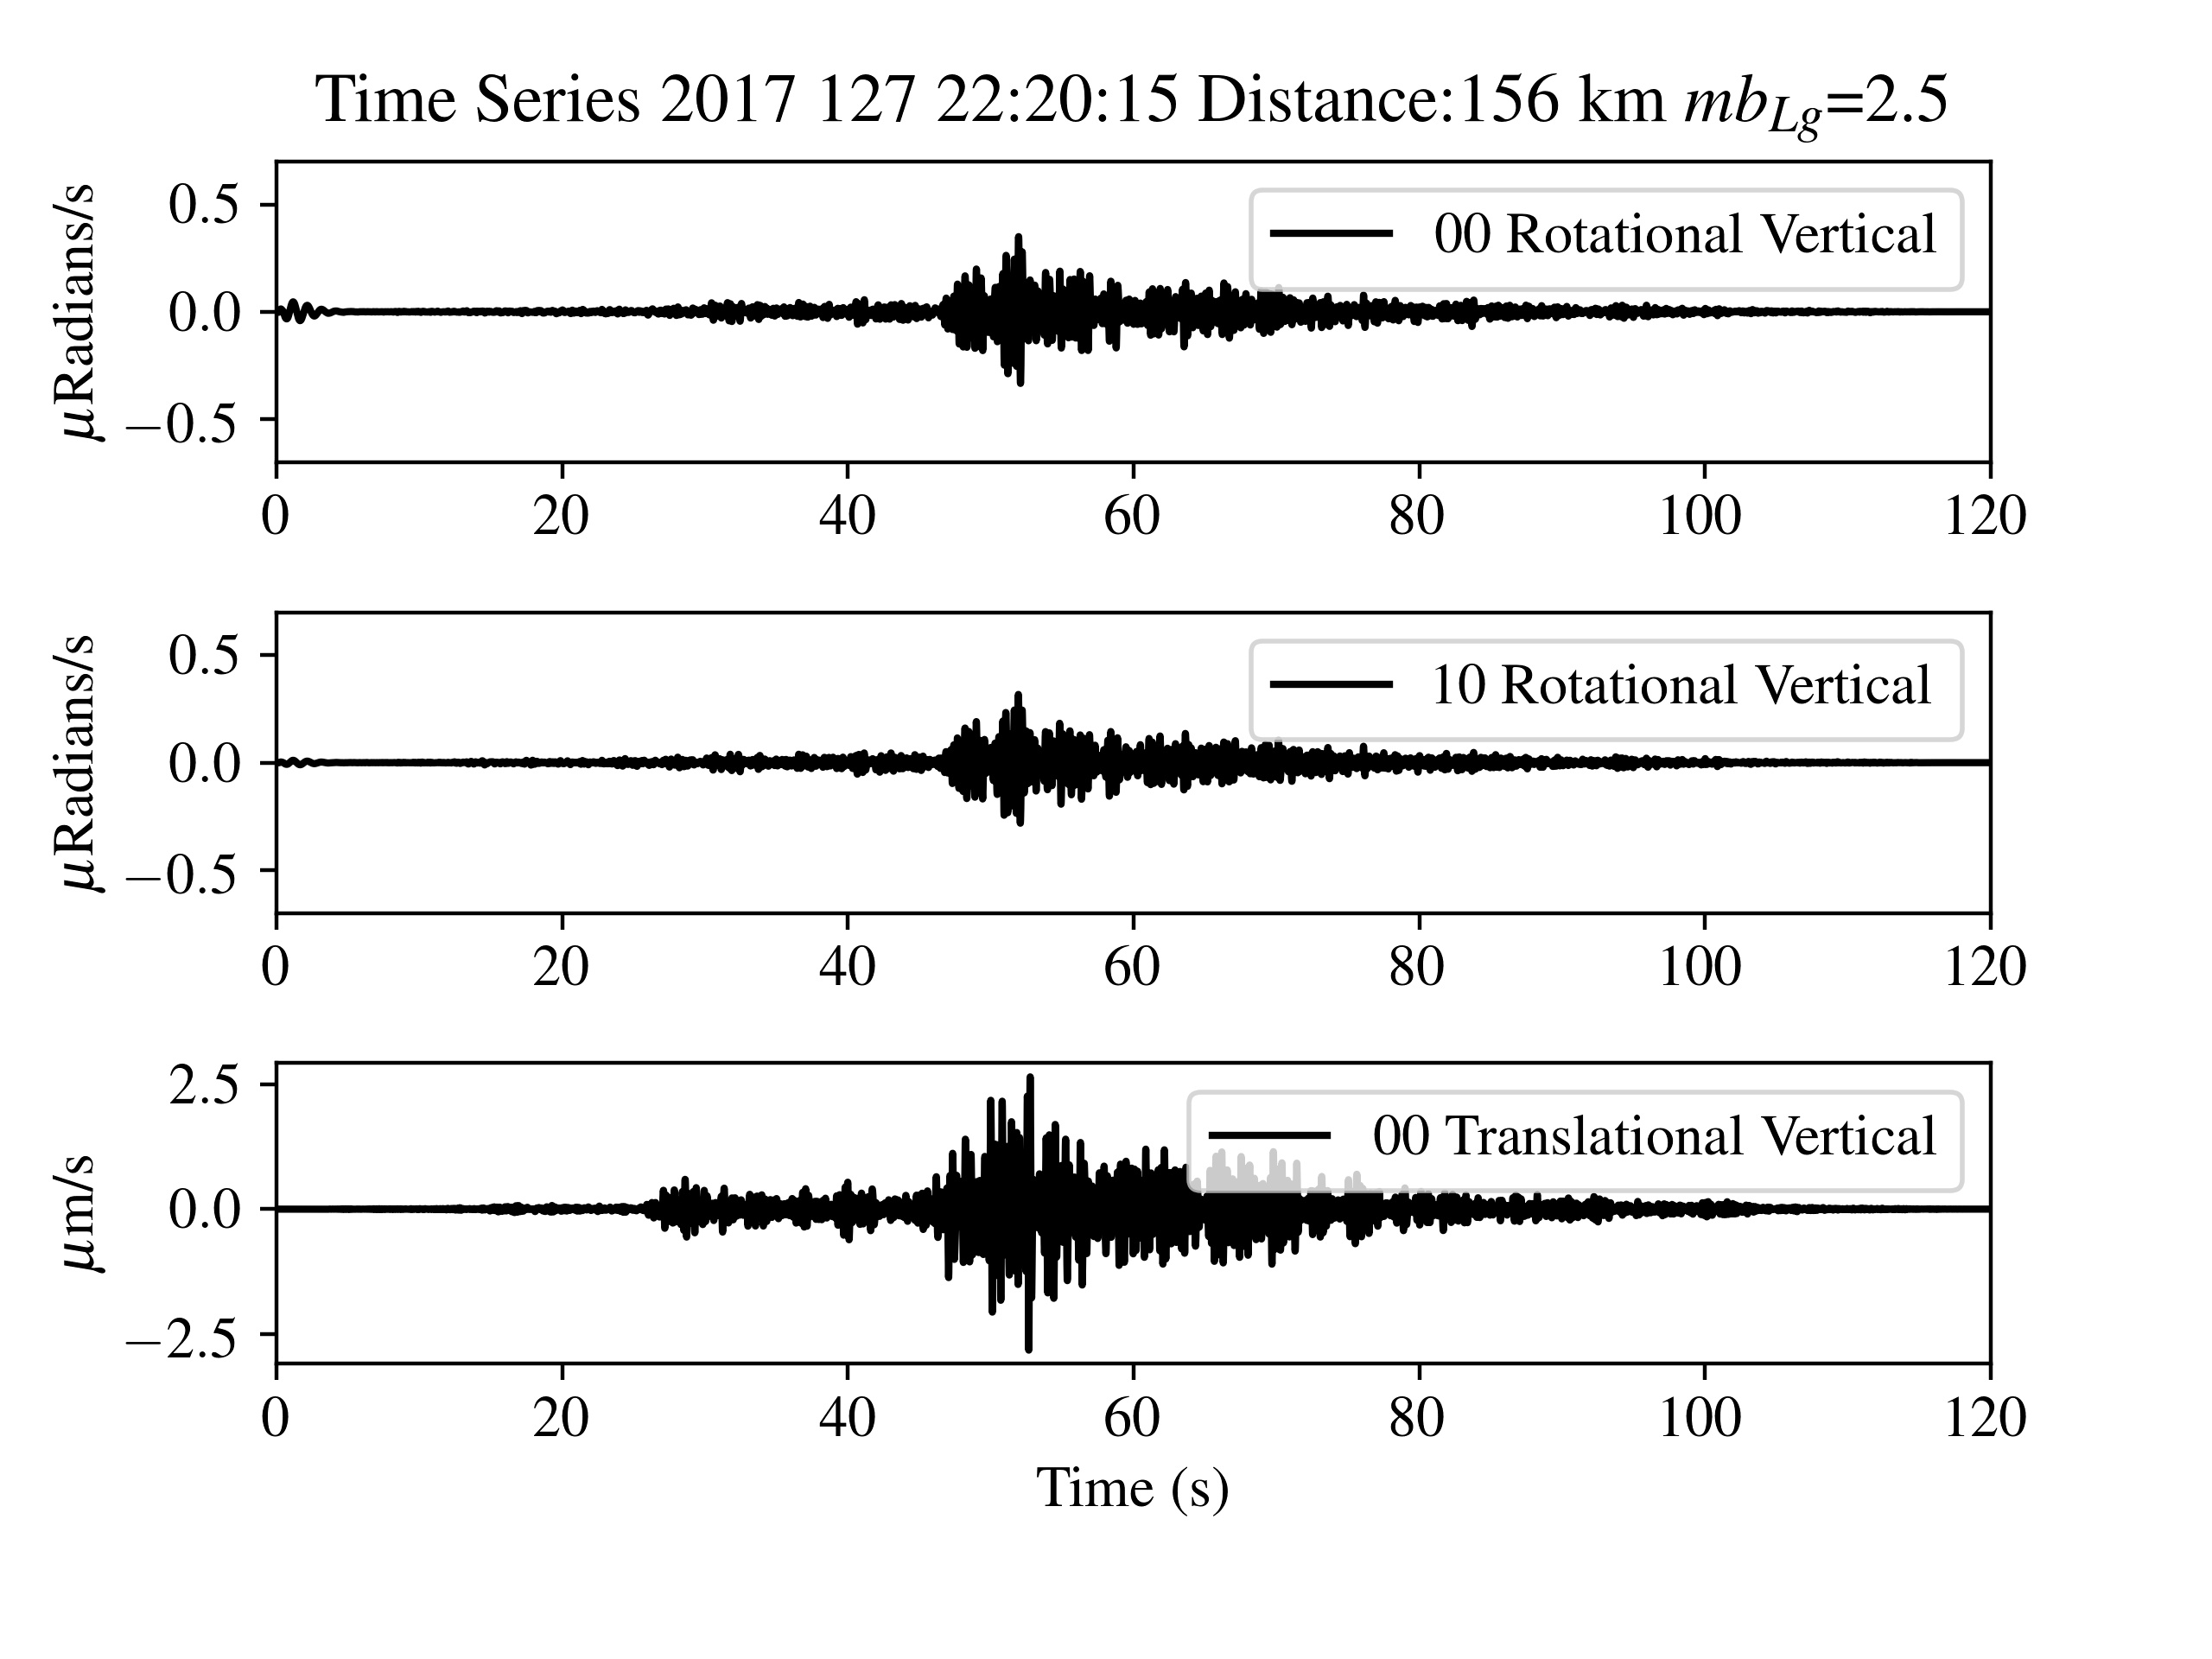 Time Series 2017 127 22:20:15 Distance:156 km mb_Lg=2.5
μRadians/s
0.5
0.0
−0.5
00 Rotational Vertical
0 20 40 60 80 100 120
μRadians/s
0.5
0.0
−0.5
10 Rotational Vertical
0 20 40 60 80 100 120
μm/s
2.5
0.0
−2.5
00 Translational Vertical
0 20 40 60 80 100 120
Time (s)